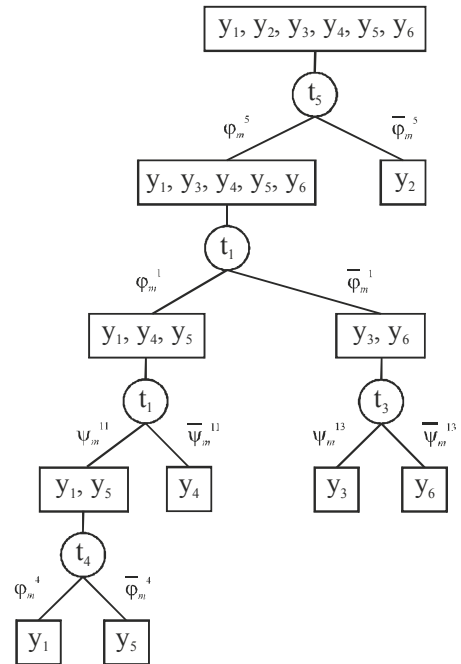 y₁, y₂, y₃, y₄, y₅, y₆
t₅
φₘ⁵ φ̅ₘ⁵
y₁, y₃, y₄, y₅, y₆ y₂
t₁
φₘ¹ φ̅ₘ¹
y₁, y₄, y₅ y₃, y₆
t₁ t₃
ψₘ¹¹ ψ̅ₘ¹¹ ψₘ¹³ ψ̅ₘ¹³
y₁, y₅ y₄ y₃ y₆
t₄
φₘ⁴ φ̅ₘ⁴
y₁ y₅